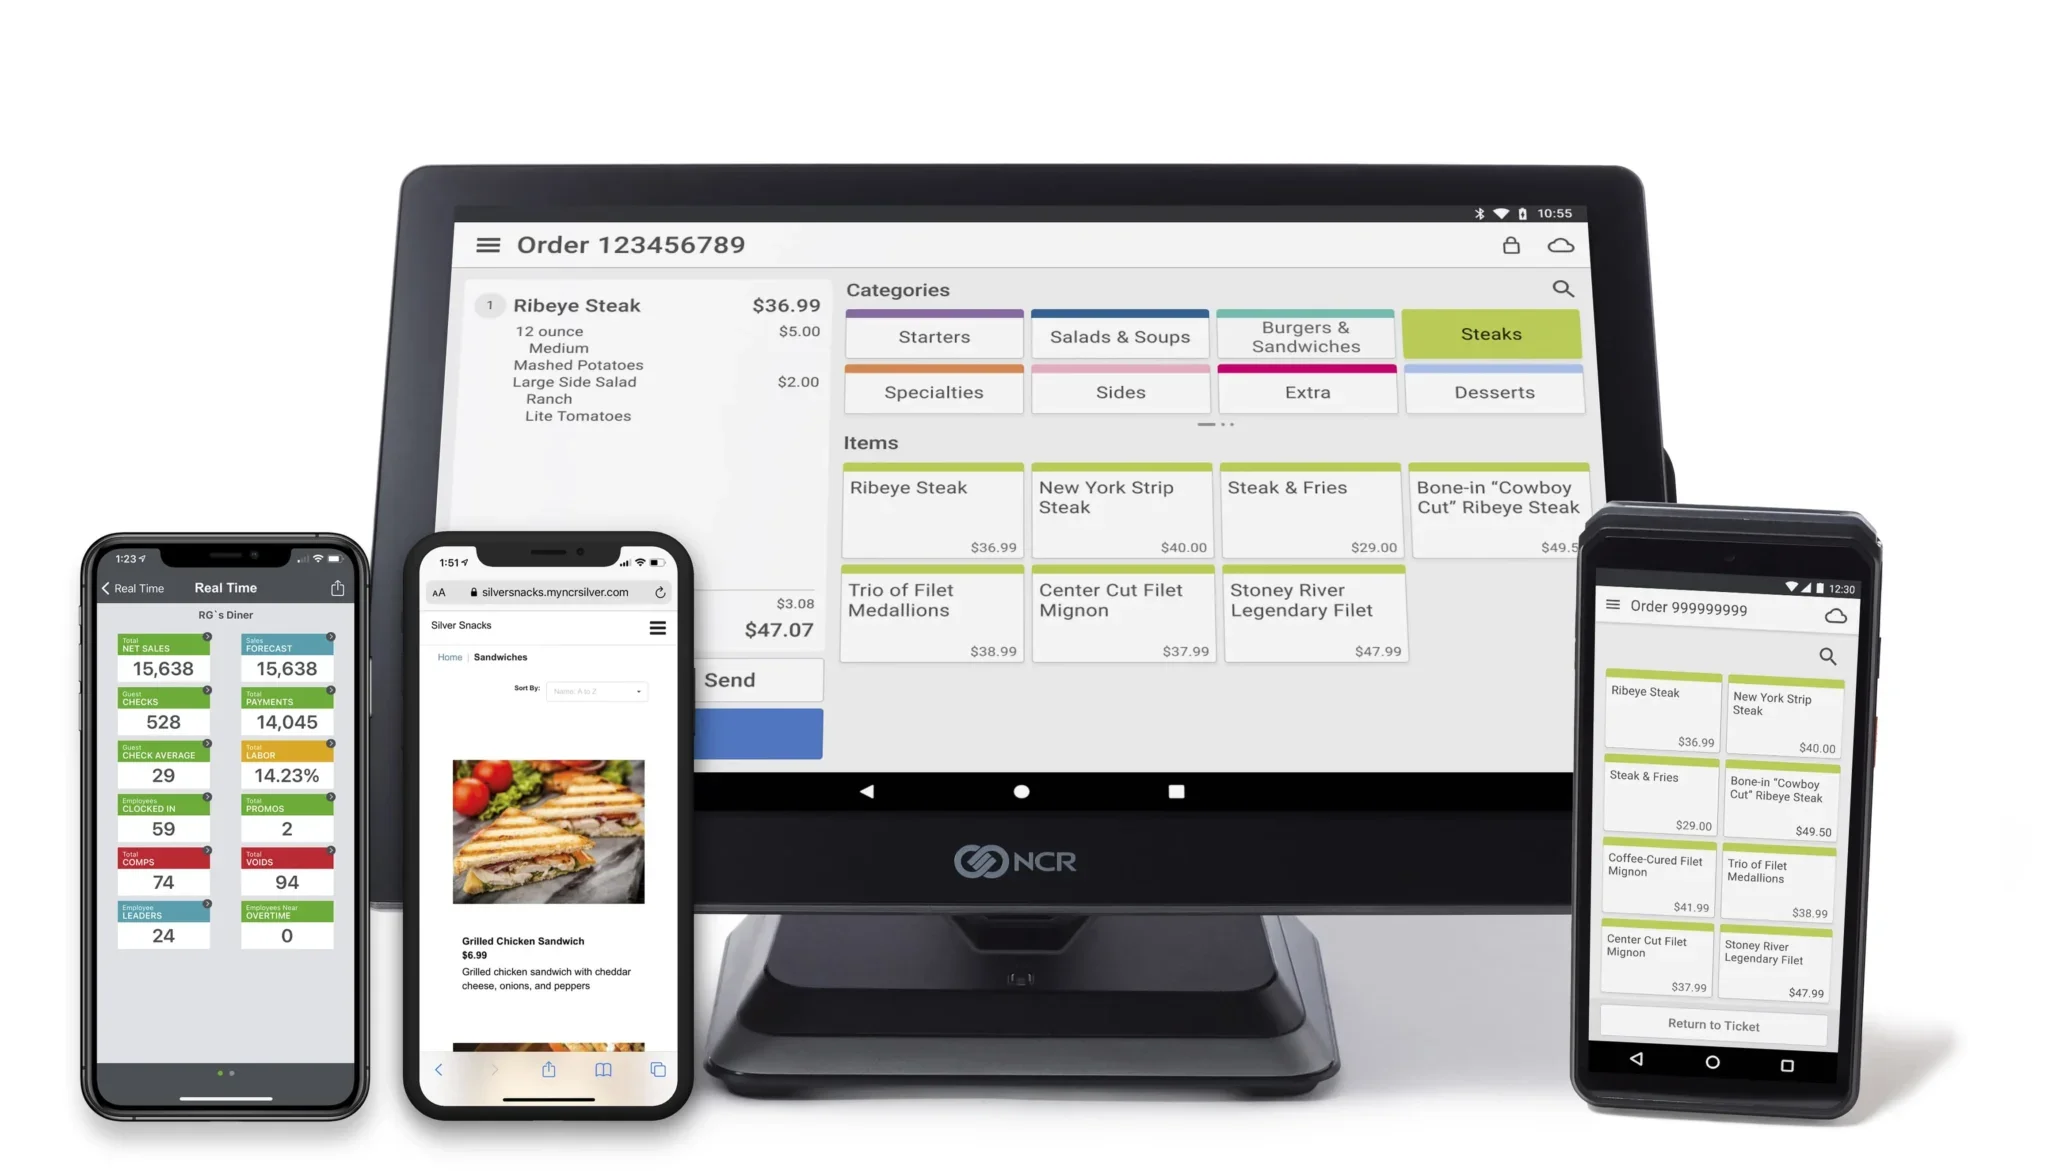 10:55
Order 123456789
1 Ribeye Steak $36.99
12 ounce $5.00
Medium
Mashed Potatoes
Large Side Salad $2.00
Ranch
Lite Tomatoes
$3.08
$47.07
Send
Categories
Starters
Salads & Soups
Burgers &
Sandwiches
Steaks
Specialties
Sides
Extra
Desserts
Items
Ribeye Steak
$36.99
New York Strip
Steak
$40.00
Steak & Fries
$29.00
Bone-in “Cowboy
Cut” Ribeye Steak
$49.5
Trio of Filet
Medallions
$38.99
Center Cut Filet
Mignon
$37.99
Stoney River
Legendary Filet
$47.99
NCR
1:23
Real Time
Real Time
RG`s Diner
Total
NET SALES
15,638
Sales
FORECAST
15,638
Guest
CHECKS
528
Total
PAYMENTS
14,045
Guest
CHECK AVERAGE
29
Total
LABOR
14.23%
Employees
CLOCKED IN
59
Total
PROMOS
2
Total
COMPS
74
Total
VOIDS
94
Employee
LEADERS
24
Employees Near
OVERTIME
0
1:51
AA silversnacks.myncrsilver.com
Silver Snacks
Home | Sandwiches
Sort By: Name: A to Z
Grilled Chicken Sandwich
$6.99
Grilled chicken sandwich with cheddar
cheese, onions, and peppers
12:30
Order 999999999
Ribeye Steak
$36.99
New York Strip
Steak
$40.00
Steak & Fries
$29.00
Bone-in “Cowboy
Cut” Ribeye Steak
$49.50
Coffee-Cured Filet
Mignon
$41.99
Trio of Filet
Medallions
$38.99
Center Cut Filet
Mignon
$37.99
Stoney River
Legendary Filet
$47.99
Return to Ticket